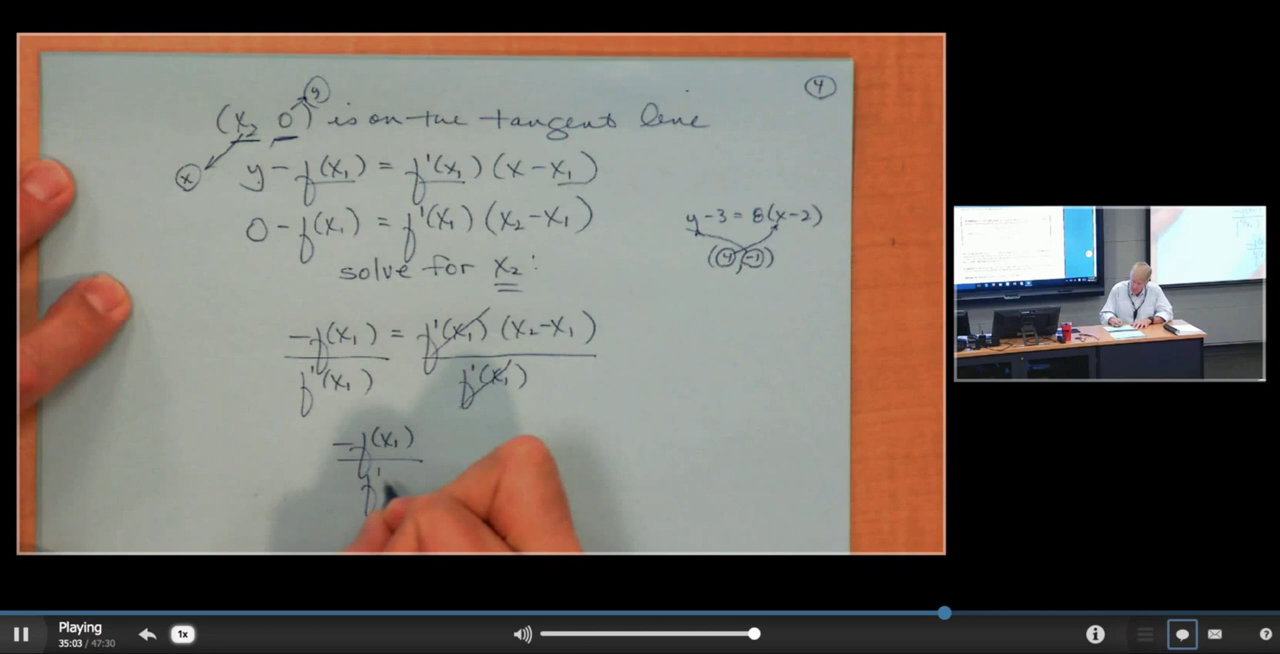 ④
(x₂ 0) is on the tangent line
y
x
y - f(x₁) = f'(x₁) (x - x₁)
0 - f(x₁) = f'(x₁) (x₂ - x₁)
y - 3 = 8(x - 2)
(4, -1)
solve for x₂:
-f(x₁) / f'(x₁) = f'(x₁) (x₂ - x₁) / f'(x₁)
-f(x₁) / f'
Playing
35:03 / 47:30
1x